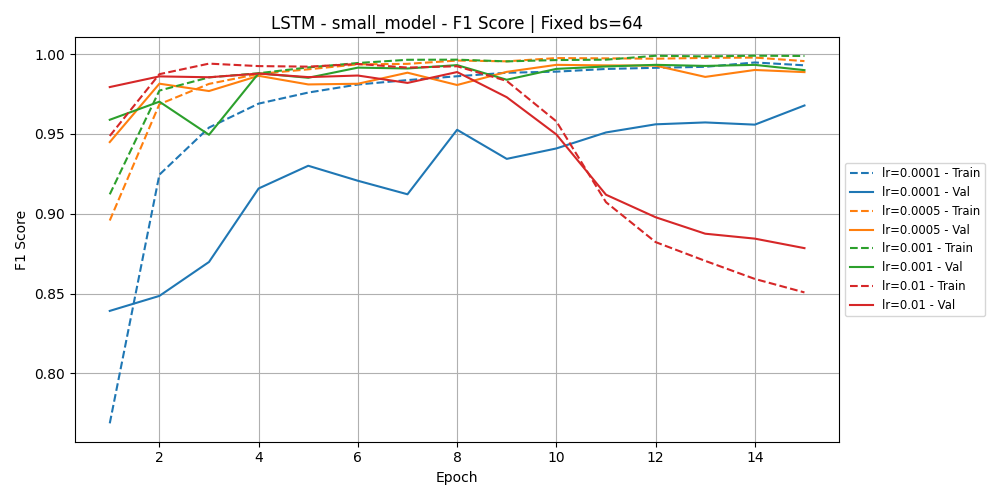 LSTM - small_model - F1 Score | Fixed bs=64
F1 Score
1.00
0.95
0.90
0.85
0.80
2
4
6
8
10
12
14
Epoch
lr=0.0001 - Train
lr=0.0001 - Val
lr=0.0005 - Train
lr=0.0005 - Val
lr=0.001 - Train
lr=0.001 - Val
lr=0.01 - Train
lr=0.01 - Val